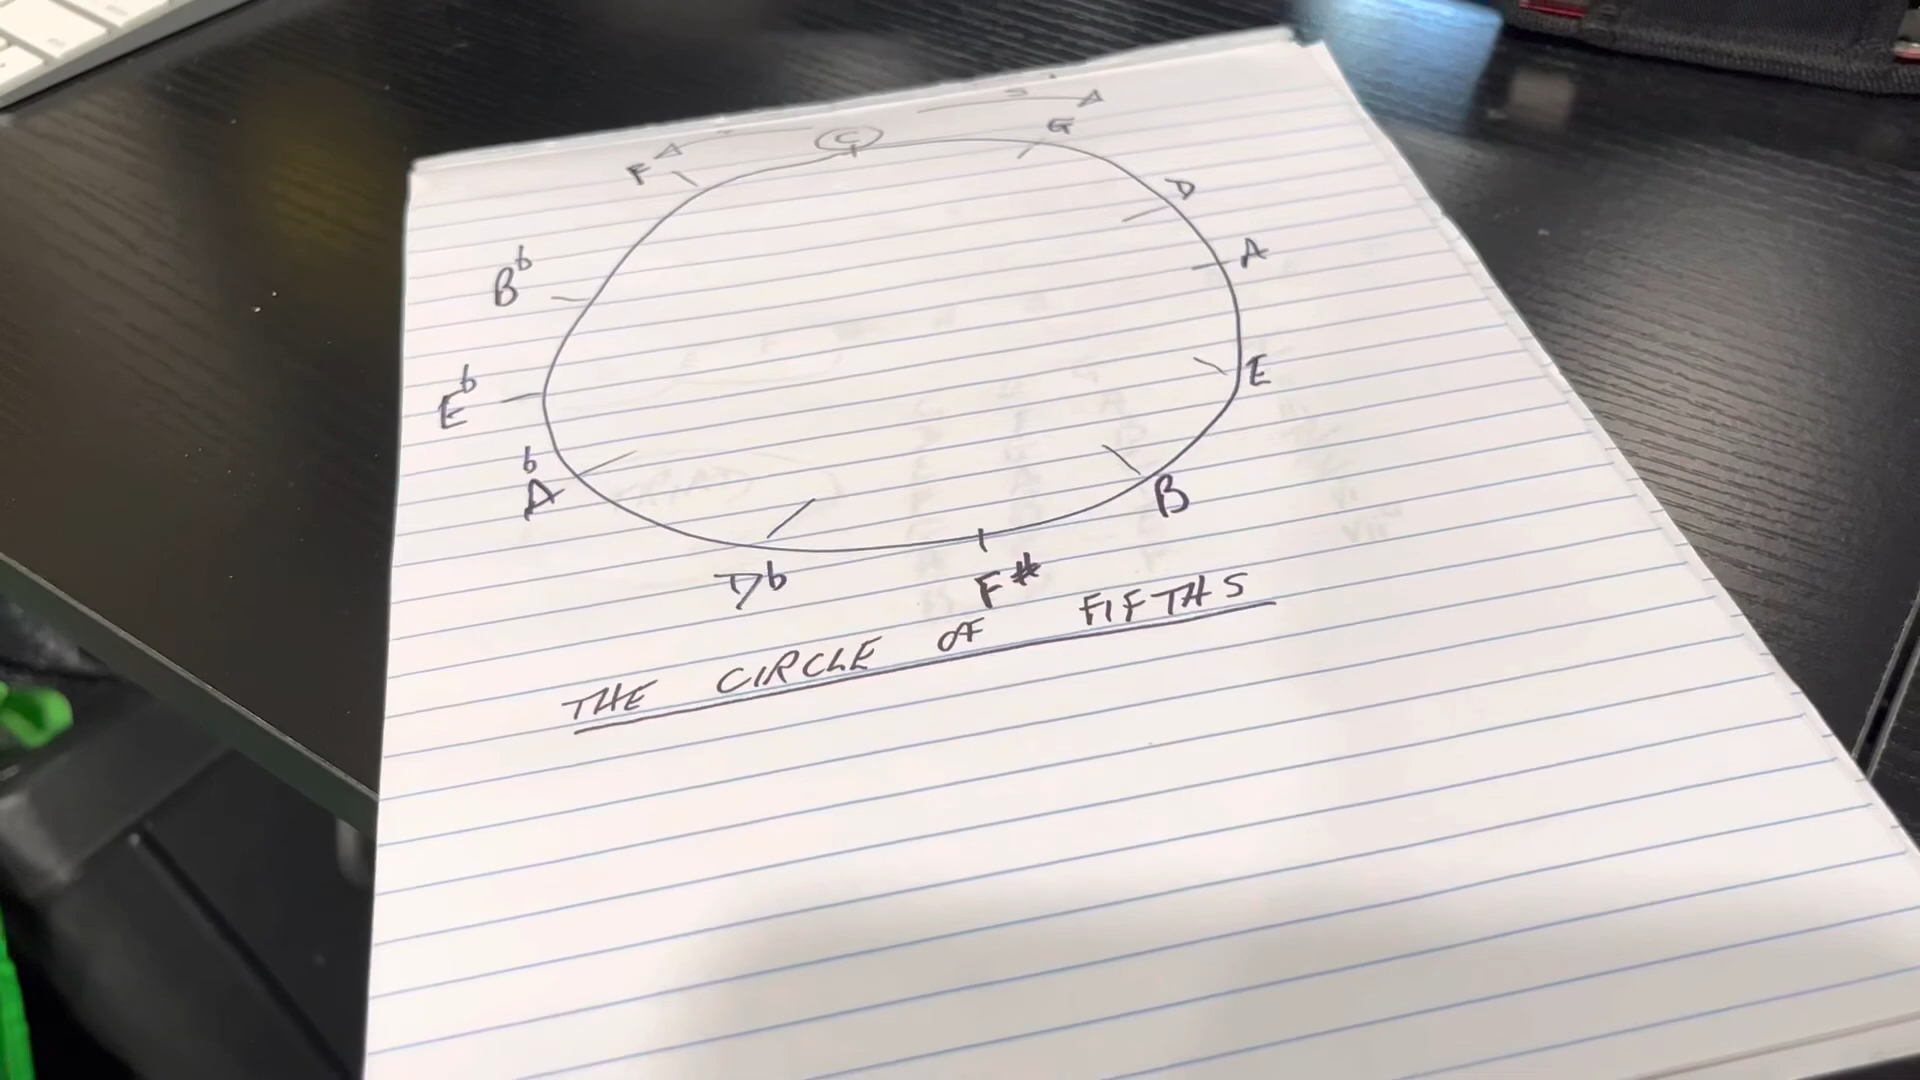 C
G
F
D
A
B♭
E
E♭
A♭
B
D♭
F#
THE CIRCLE OF FIFTHS